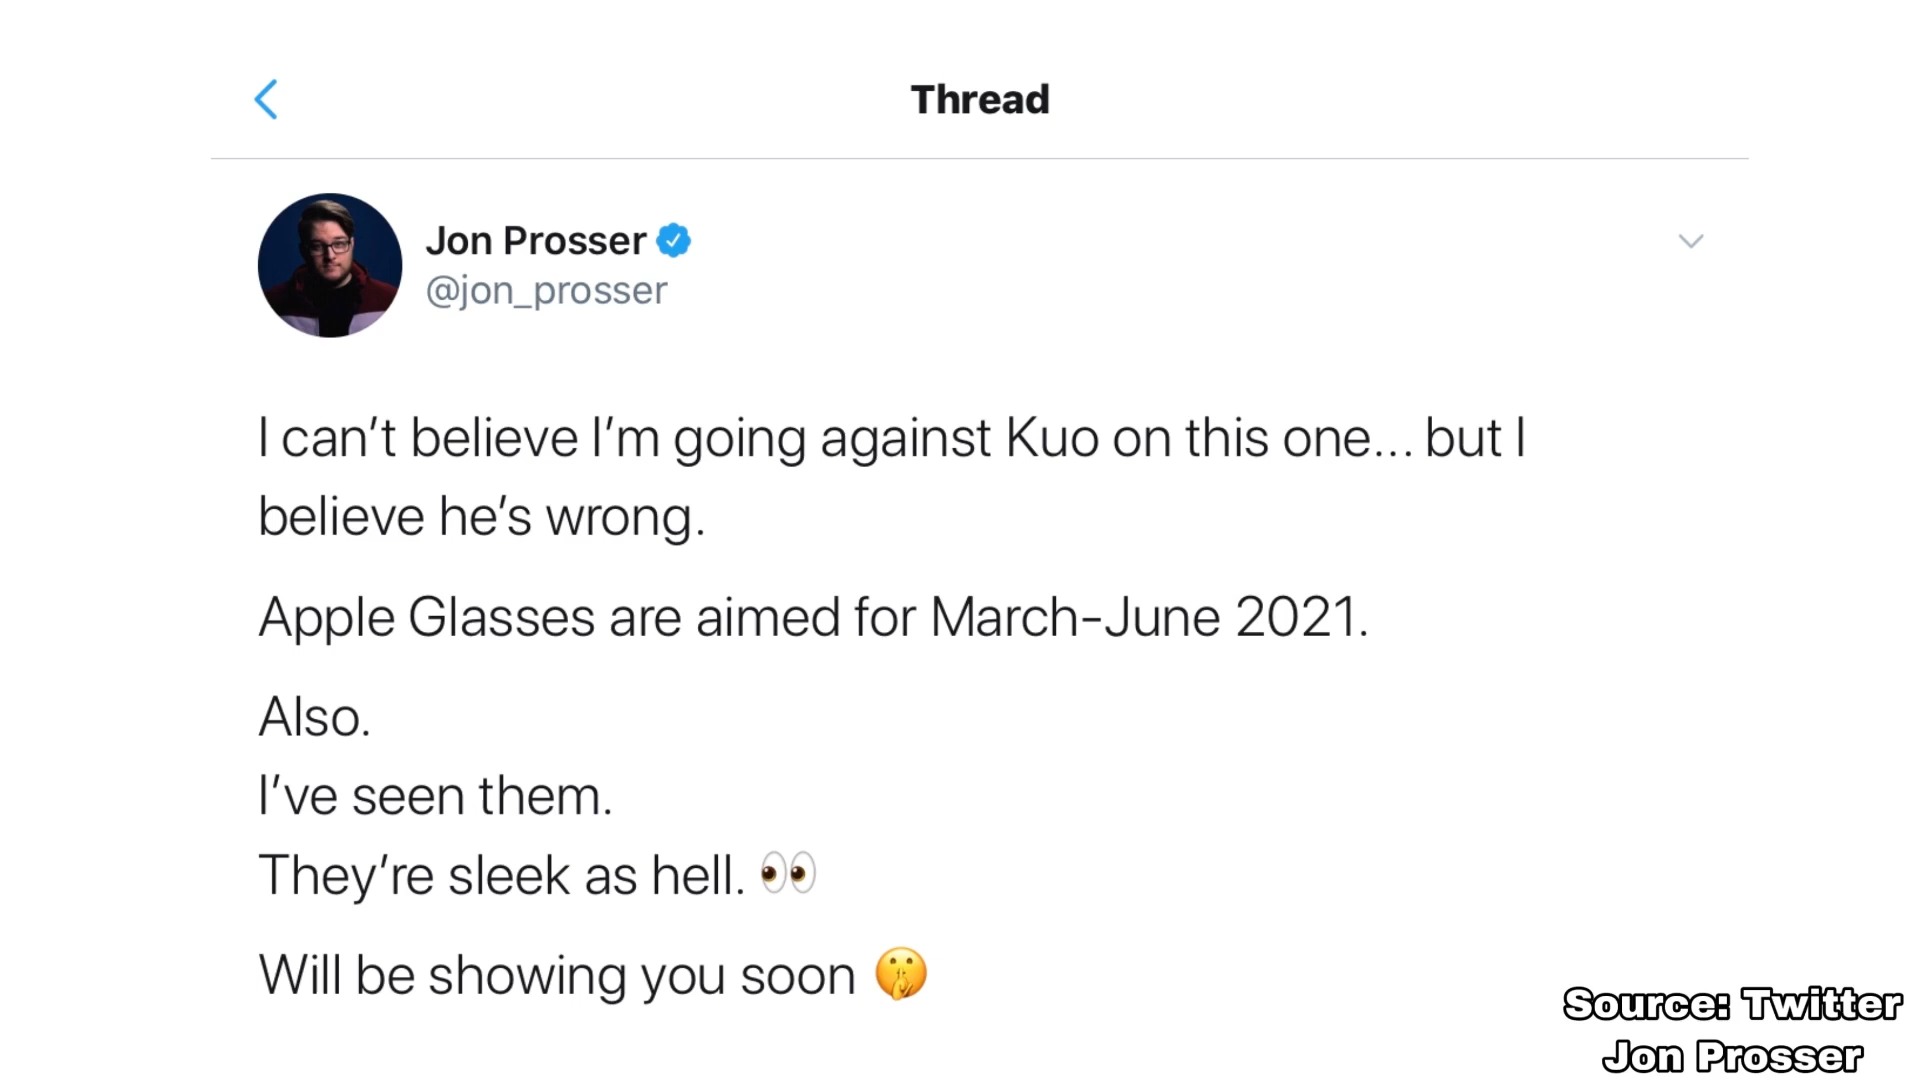 Thread
Jon Prosser
@jon_prosser
I can’t believe I’m going against Kuo on this one... but I
believe he’s wrong.
Apple Glasses are aimed for March-June 2021.
Also.
I’ve seen them.
They’re sleek as hell. 👀
Will be showing you soon 🤫
Source: Twitter
Jon Prosser